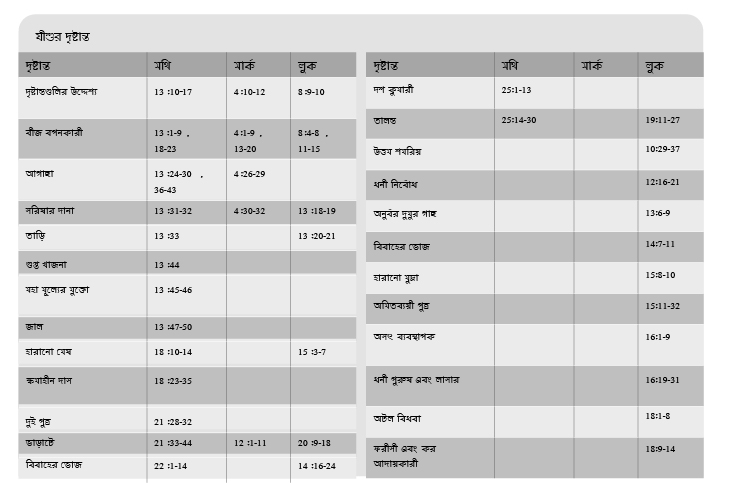 যীশুর দৃষ্টান্ত
দৃষ্টান্ত মথি মার্ক লুক
দৃষ্টান্তগুলির উদ্দেশ্য 13 :10-17 4 :10-12 8 :9-10
বীজ বপনকারী 13 :1-9 , 4 :1-9 , 8 :4-8 ,
18-23 13-20 11-15
আগাছা 13 :24-30 , 4 :26-29
36-43
সরিষার দানা 13 :31-32 4 :30-32 13 :18-19
তাড়ি 13 :33 13 :20-21
গুপ্ত খাজনা 13 :44
মহা মূল্যের মুক্তো 13 :45-46
জাল 13 :47-50
হারানো মেষ 18 :10-14 15 :3-7
ক্ষমাহীন দাস 18 :23-35
দুই পুত্র 21 :28-32
ভাড়াটে 21 :33-44 12 :1-11 20 :9-18
বিবাহের ভোজ 22 :1-14 14 :16-24
দৃষ্টান্ত মথি মার্ক লুক
দশ কুমারী 25:1-13
তালন্ত 25:14-30 19:11-27
উত্তম শমরিয় 10:29-37
ধনী নির্বোধ 12:16-21
অনুর্বর দুমুর গাছ 13:6-9
বিবাহের ভোজ 14:7-11
হারানো মুদ্রা 15:8-10
অমিতব্যয়ী পুত্র 15:11-32
অসৎ ব্যবস্থাপক 16:1-9
ধনী পুরুষ এবং লাসার 16:19-31
অটল বিধবা 18:1-8
ফরীসী এবং কর 18:9-14
আদায়কারী